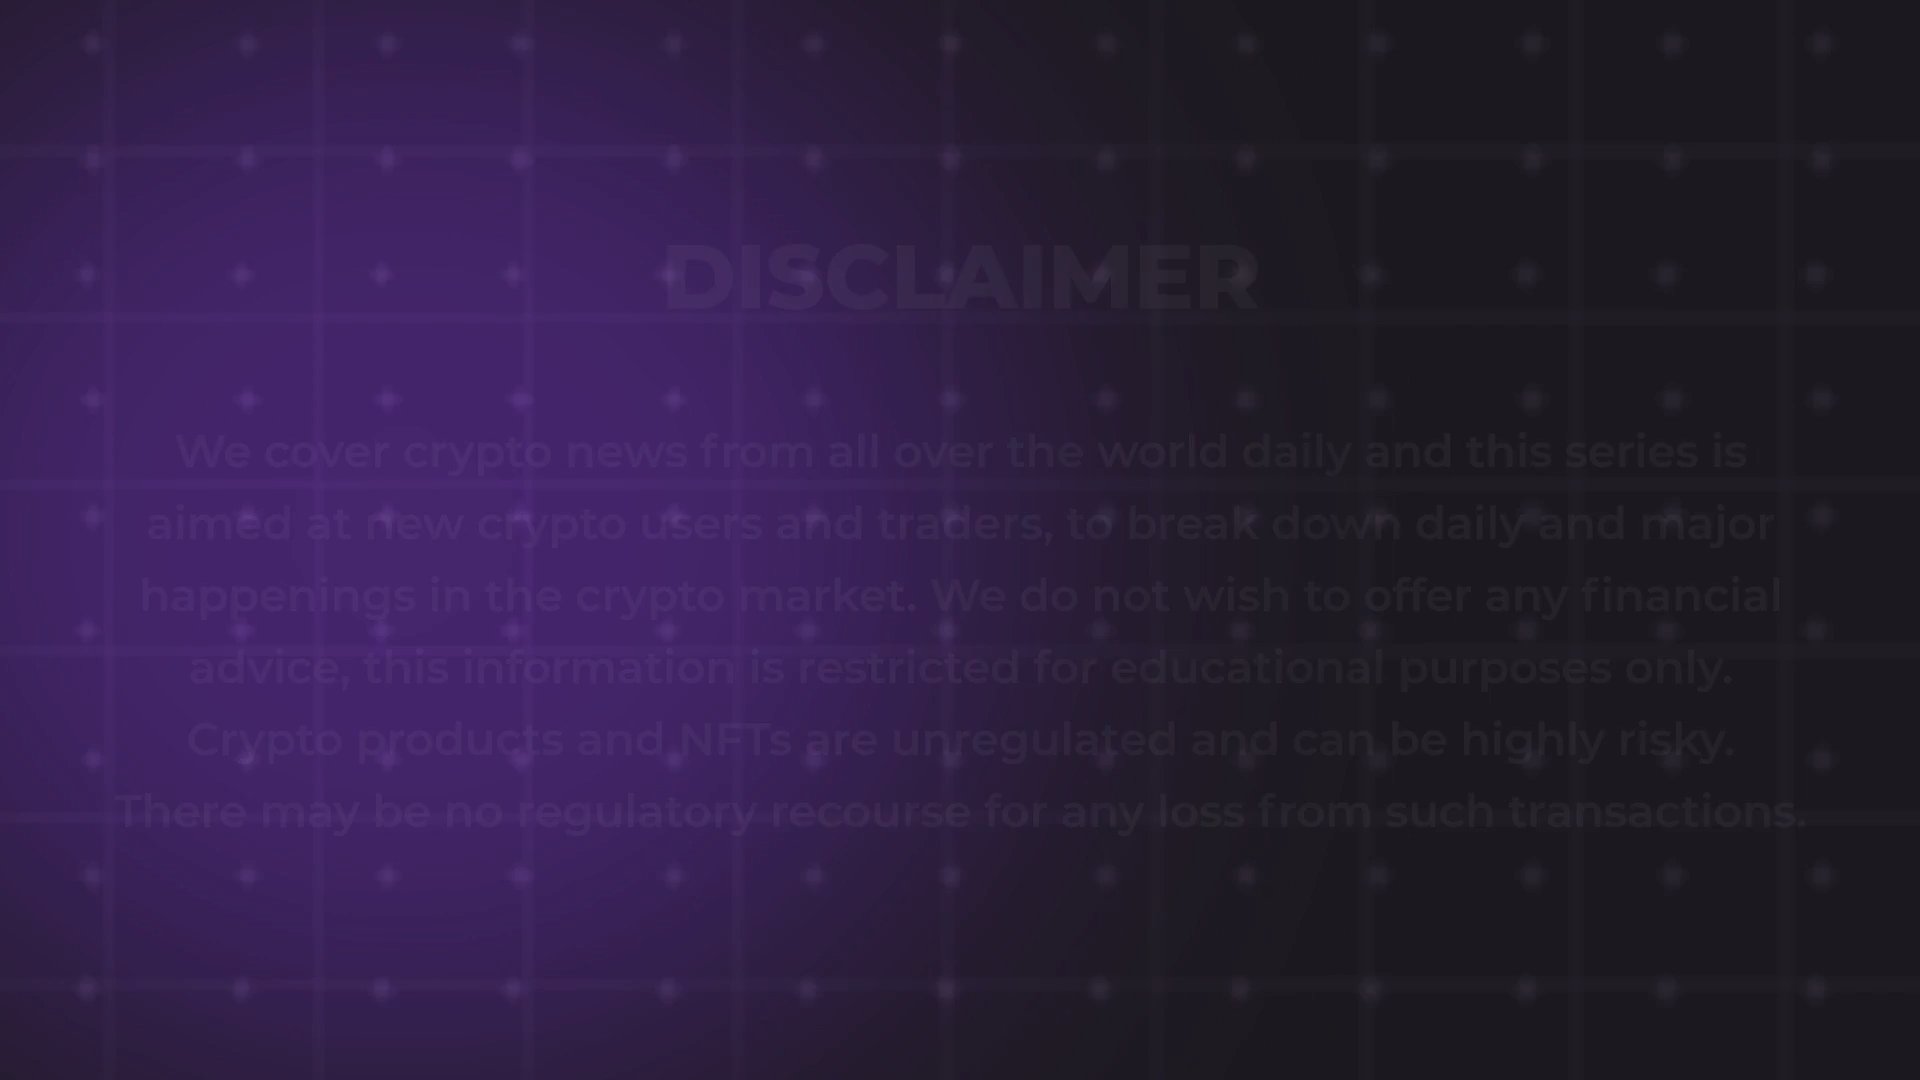 DISCLAIMER
We cover crypto news from all over the world daily and this series is
aimed at new crypto users and traders, to break down daily and major
happenings in the crypto market. We do not wish to offer any financial
advice, this information is restricted for educational purposes only.
Crypto products and NFTs are unregulated and can be highly risky.
There may be no regulatory recourse for any loss from such transactions.